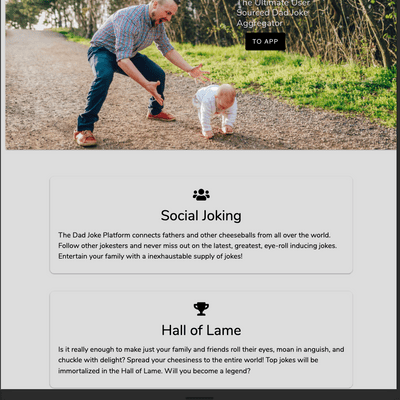 The Ultimate User
Sourced Dad Joke
Aggregator
TO APP
Social Joking
The Dad Joke Platform connects fathers and other cheeseballs from all over the world.
Follow other jokesters and never miss out on the latest, greatest, eye-roll inducing jokes.
Entertain your family with a inexhaustable supply of jokes!
Hall of Lame
Is it really enough to make just your family and friends roll their eyes, moan in anguish, and
chuckle with delight? Spread your cheesiness to the entire world! Top jokes will be
immortalized in the Hall of Lame. Will you become a legend?